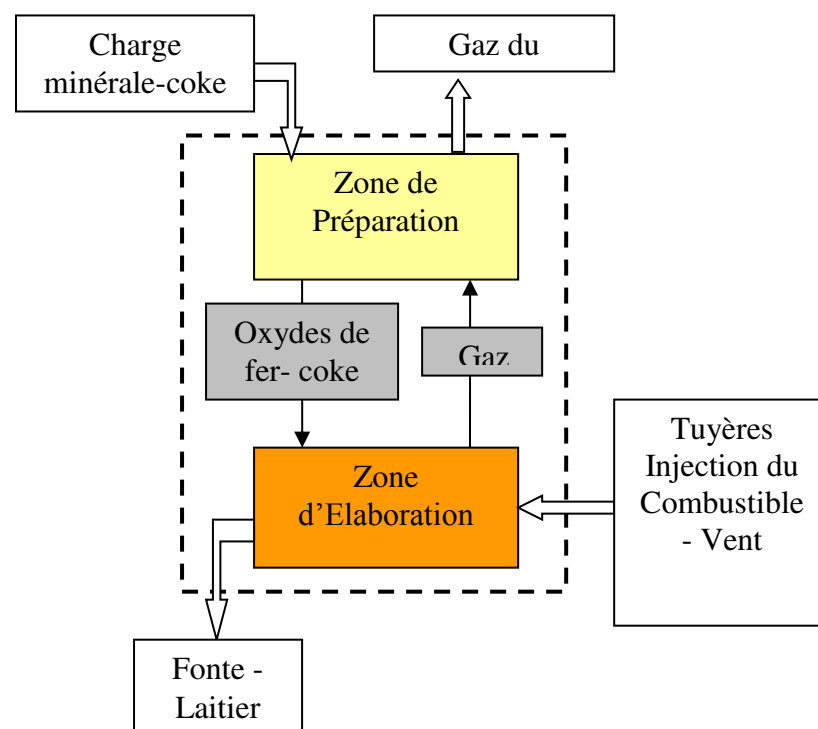 Charge
minérale-coke
Gaz du
Zone de
Préparation
Oxydes de
fer- coke
Gaz
Zone
d’Elaboration
Tuyères
Injection du
Combustible
- Vent
Fonte -
Laitier